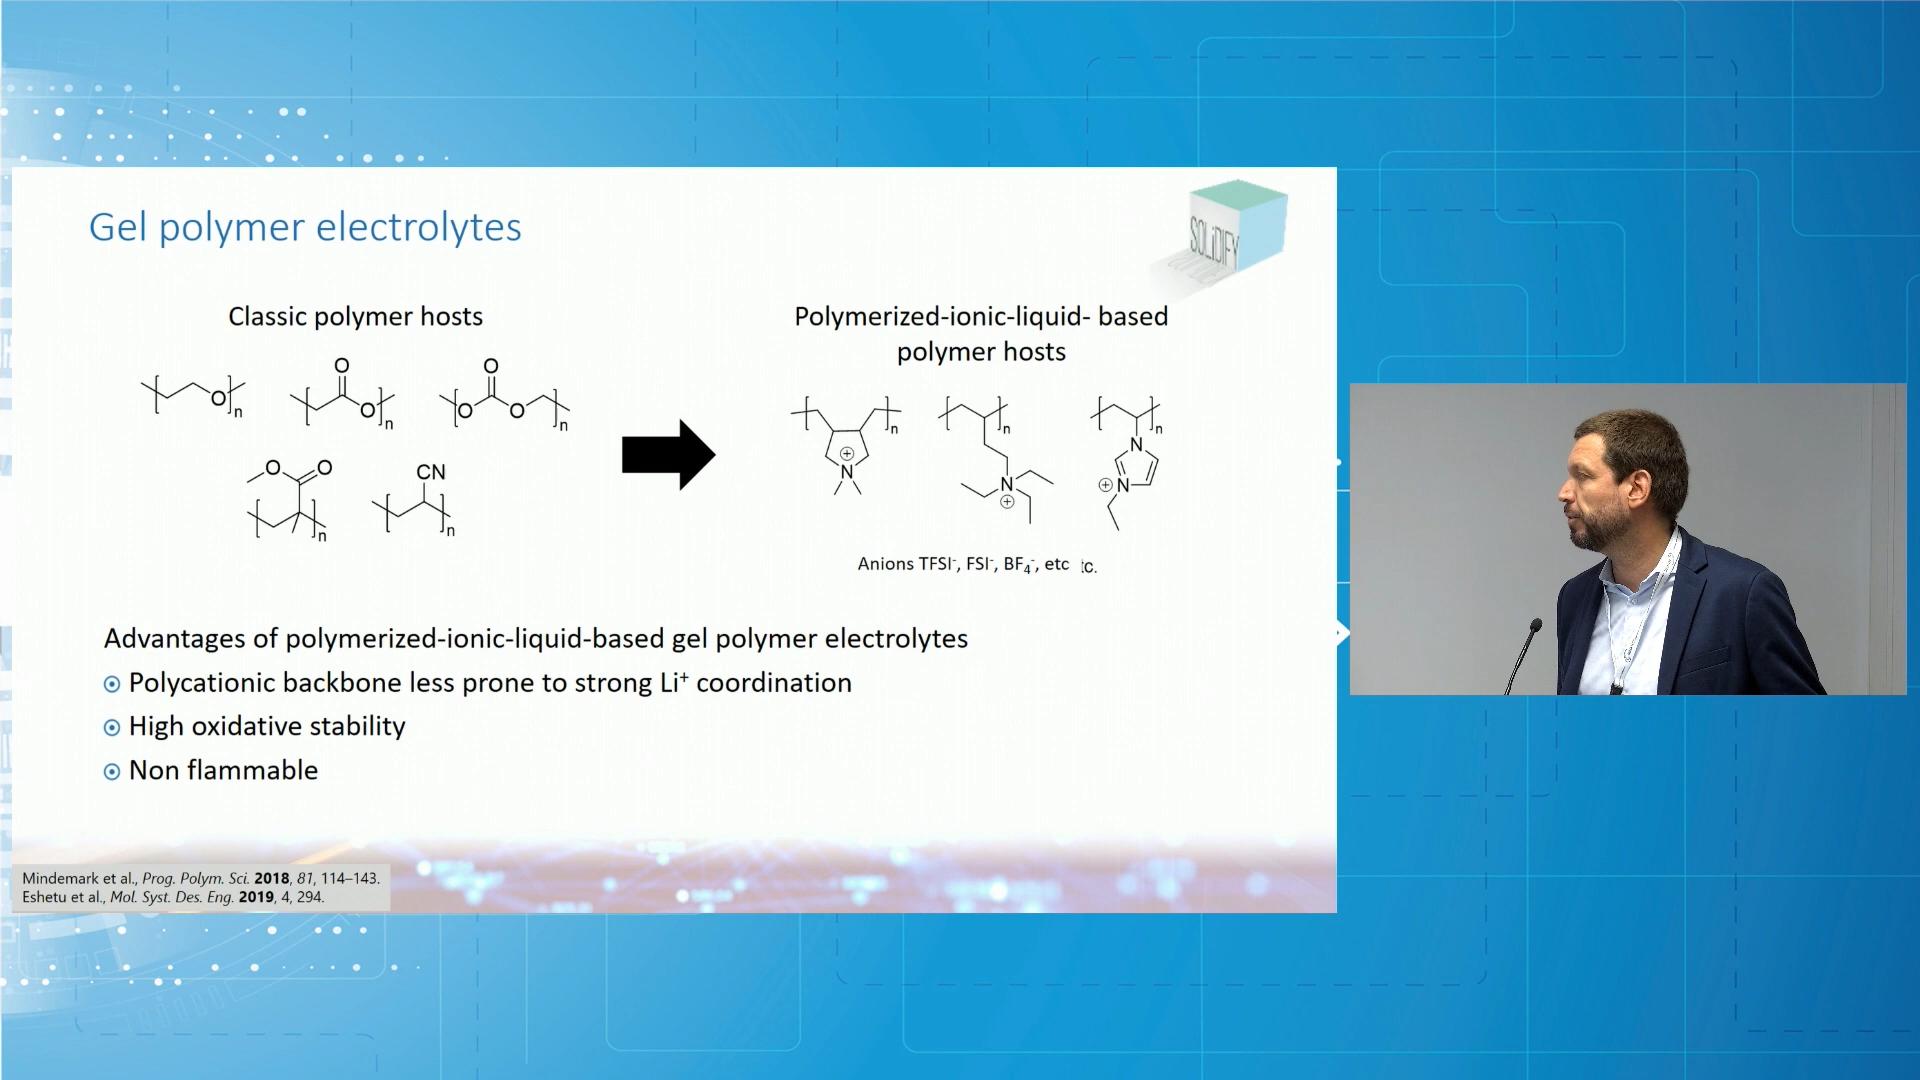 Gel polymer electrolytes
SOLiDIFY
Classic polymer hosts
Polymerized-ionic-liquid- based
polymer hosts
O
n
O
O
n
O
O
O
n
O
O
n
CN
n
n
⊕
N
n
N
⊕
n
N
⊕ N
Anions TFSI⁻, FSI⁻, BF₄⁻, etc tc.
Advantages of polymerized-ionic-liquid-based gel polymer electrolytes
Polycationic backbone less prone to strong Li⁺ coordination
High oxidative stability
Non flammable
Mindemark et al., Prog. Polym. Sci. 2018, 81, 114–143.
Eshetu et al., Mol. Syst. Des. Eng. 2019, 4, 294.